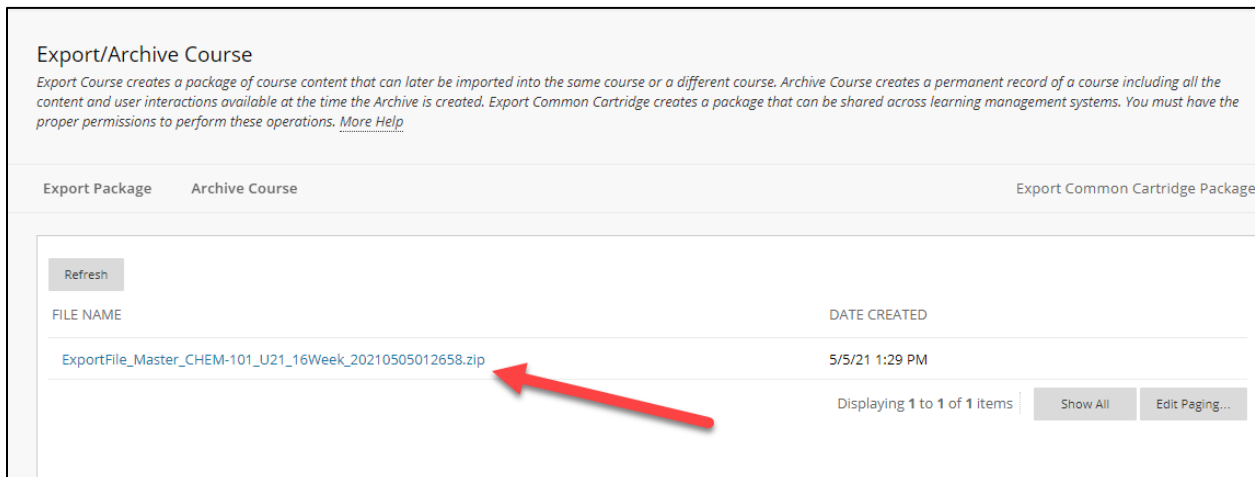 Export/Archive Course
Export Course creates a package of course content that can later be imported into the same course or a different course. Archive Course creates a permanent record of a course including all the
content and user interactions available at the time the Archive is created. Export Common Cartridge creates a package that can be shared across learning management systems. You must have the
proper permissions to perform these operations. More Help
Export Package Archive Course Export Common Cartridge Package
Refresh
FILE NAME DATE CREATED
ExportFile_Master_CHEM-101_U21_16Week_20210505012658.zip 5/5/21 1:29 PM
Displaying 1 to 1 of 1 items Show All Edit Paging...